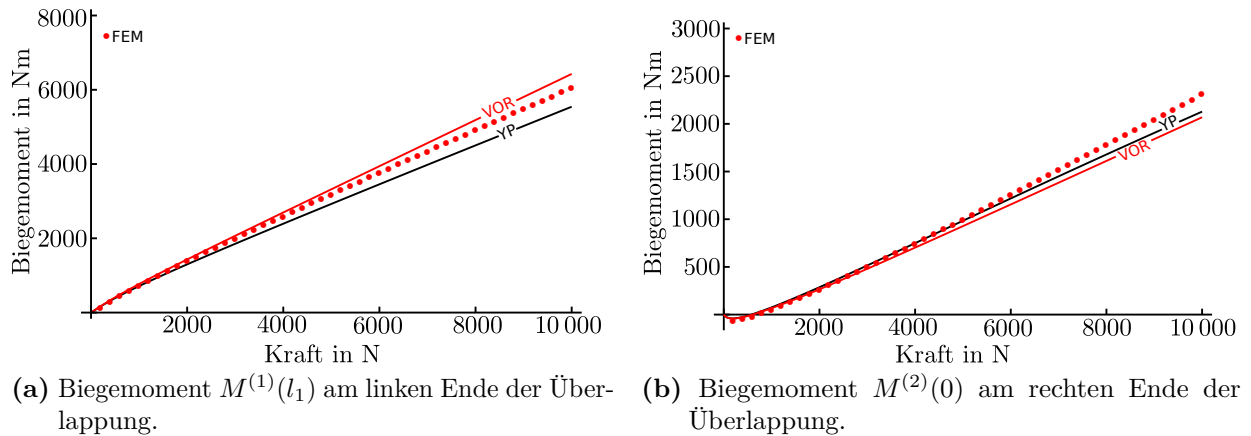 8000
FEM
6000
VOR
YP
4000
2000
Biegemoment in Nm
2000 4000 6000 8000 10 000
Kraft in N
(a) Biegemoment M^{(1)}(l_1) am linken Ende der Über-
lappung.
3000
FEM
2500
2000
YP
VOR
1500
1000
500
Biegemoment in Nm
2000 4000 6000 8000 10 000
Kraft in N
(b) Biegemoment M^{(2)}(0) am rechten Ende der
Überlappung.